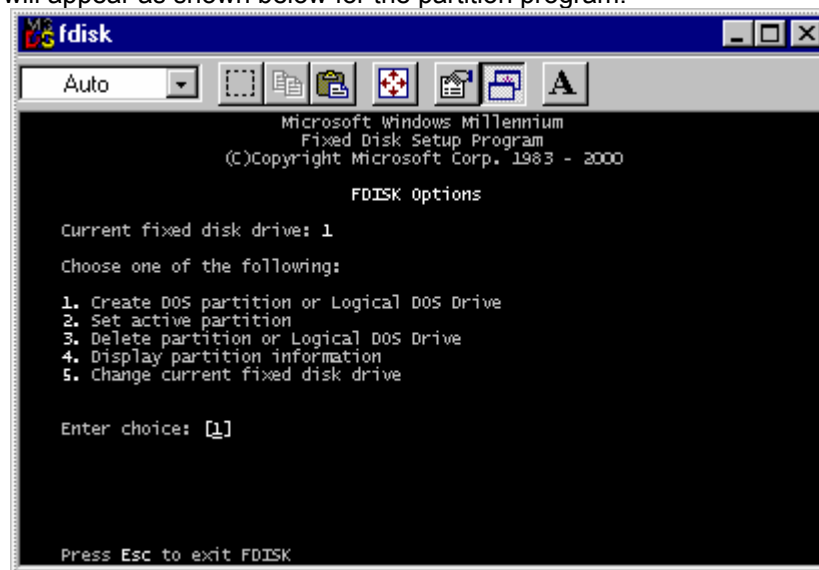 will appear as shown below for the partition program.
fdisk
Auto
A
Microsoft Windows Millennium
Fixed Disk Setup Program
(C)Copyright Microsoft Corp. 1983 - 2000
FDISK Options
Current fixed disk drive: 1
Choose one of the following:
1. Create DOS partition or Logical DOS Drive
2. Set active partition
3. Delete partition or Logical DOS Drive
4. Display partition information
5. Change current fixed disk drive
Enter choice: [1]
Press Esc to exit FDISK